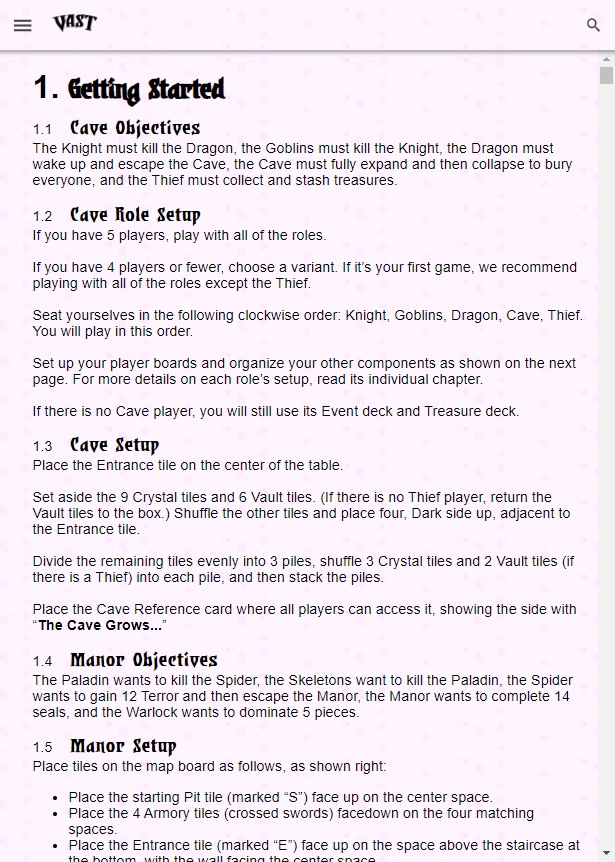 VAST
1. Getting Started
1.1 Cave Objectives
The Knight must kill the Dragon, the Goblins must kill the Knight, the Dragon must
wake up and escape the Cave, the Cave must fully expand and then collapse to bury
everyone, and the Thief must collect and stash treasures.
1.2 Cave Role Setup
If you have 5 players, play with all of the roles.
If you have 4 players or fewer, choose a variant. If it’s your first game, we recommend
playing with all of the roles except the Thief.
Seat yourselves in the following clockwise order: Knight, Goblins, Dragon, Cave, Thief.
You will play in this order.
Set up your player boards and organize your other components as shown on the next
page. For more details on each role’s setup, read its individual chapter.
If there is no Cave player, you will still use its Event deck and Treasure deck.
1.3 Cave Setup
Place the Entrance tile on the center of the table.
Set aside the 9 Crystal tiles and 6 Vault tiles. (If there is no Thief player, return the
Vault tiles to the box.) Shuffle the other tiles and place four, Dark side up, adjacent to
the Entrance tile.
Divide the remaining tiles evenly into 3 piles, shuffle 3 Crystal tiles and 2 Vault tiles (if
there is a Thief) into each pile, and then stack the piles.
Place the Cave Reference card where all players can access it, showing the side with
“The Cave Grows...”
1.4 Manor Objectives
The Paladin wants to kill the Spider, the Skeletons want to kill the Paladin, the Spider
wants to gain 12 Terror and then escape the Manor, the Manor wants to complete 14
seals, and the Warlock wants to dominate 5 pieces.
1.5 Manor Setup
Place tiles on the map board as follows, as shown right:
• Place the starting Pit tile (marked “S”) face up on the center space.
• Place the 4 Armory tiles (crossed swords) facedown on the four matching
spaces.
• Place the Entrance tile (marked “E”) face up on the space above the staircase at
the bottom, with the wall facing the center space.